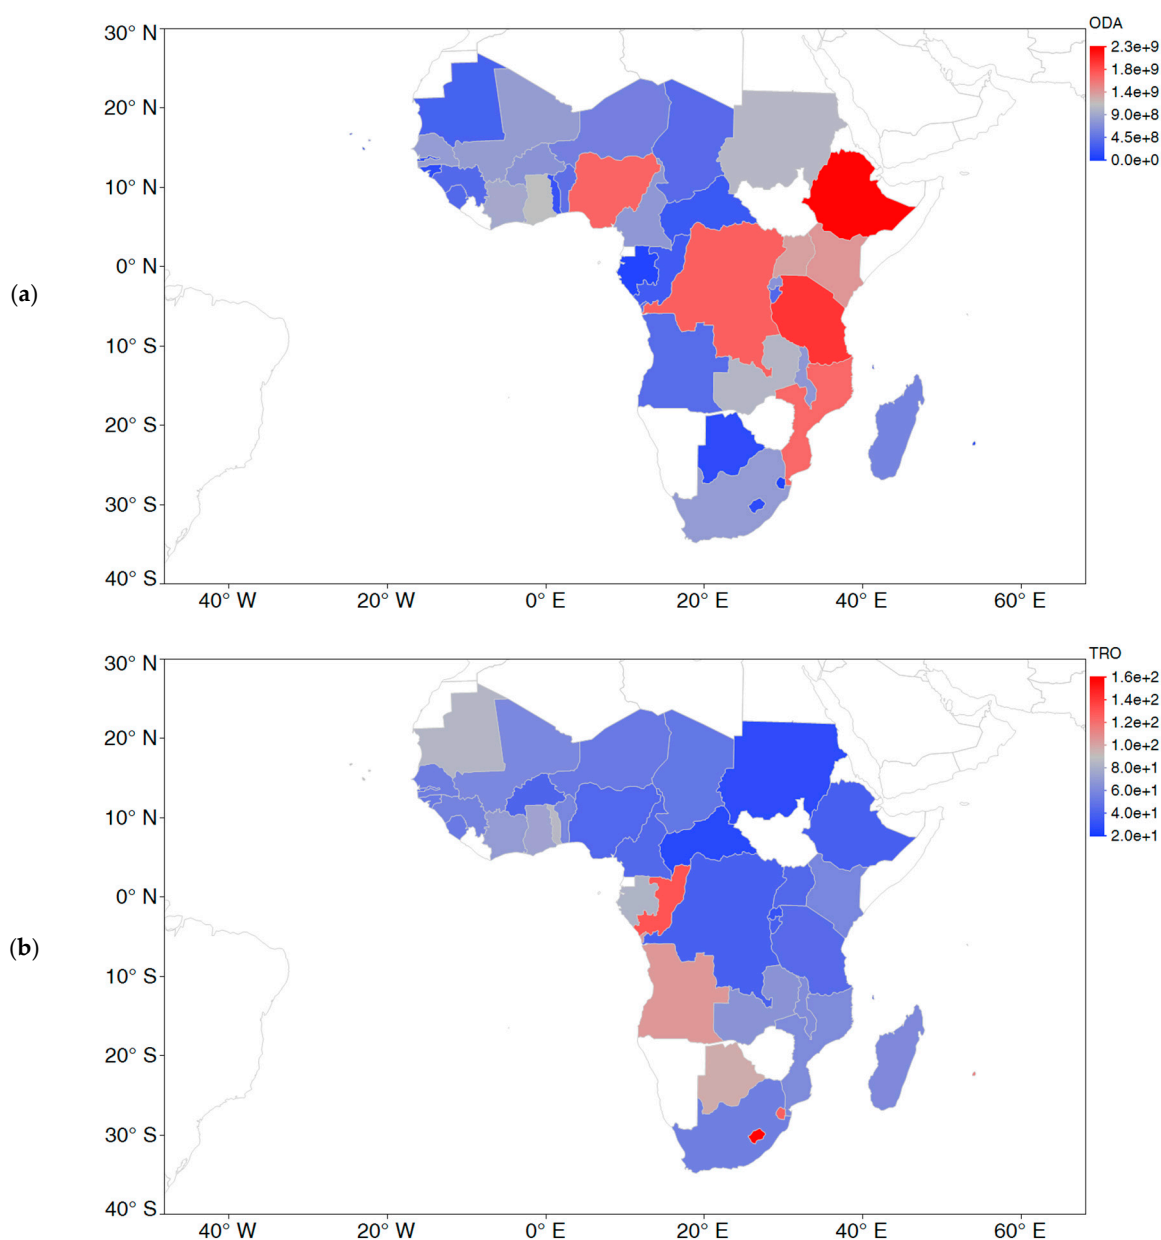 ODA
30° N
20° N
10° N
0° N
10° S
20° S
30° S
40° S
2.3e+9
1.8e+9
1.4e+9
9.0e+8
4.5e+8
0.0e+0
(a)
40° W
20° W
0° E
20° E
40° E
60° E
TRO
30° N
20° N
10° N
0° N
10° S
20° S
30° S
40° S
1.6e+2
1.4e+2
1.2e+2
1.0e+2
8.0e+1
6.0e+1
4.0e+1
2.0e+1
(b)
40° W
20° W
0° E
20° E
40° E
60° E